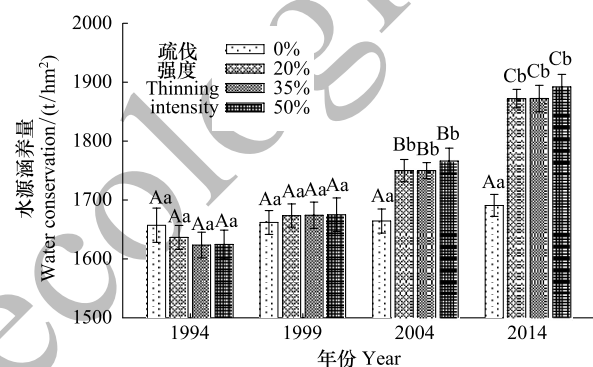 2000
1900
1800
1700
1600
1500
水源涵养量
Water conservation/(t/hm²)
疏伐
强度
Thinning
intensity
0%
20%
35%
50%
Aa Aa Aa Aa
Aa Aa Aa Aa
Aa Bb Bb Bb
Aa Cb Cb Cb
1994 1999 2004 2014
年份 Year
ecologi